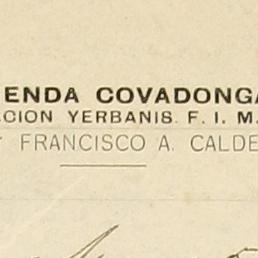 ENDA COVADONGA
CION YERBANIS. F. I. M.
FRANCISCO A. CALDE